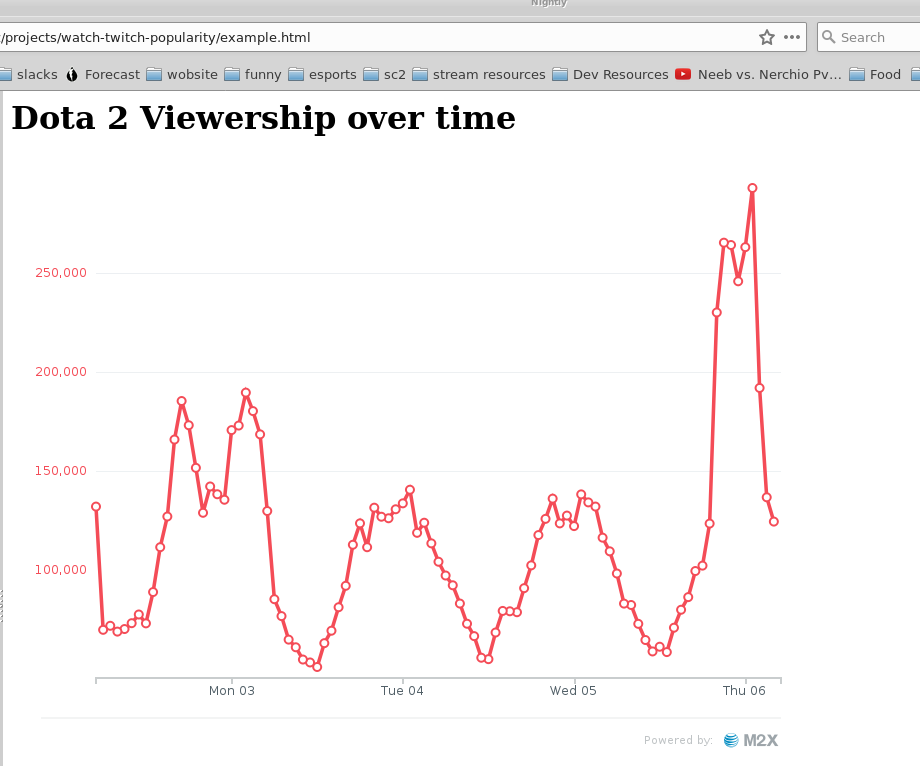 Nightly
/projects/watch-twitch-popularity/example.html
Search
slacks Forecast wobsite funny esports sc2 stream resources Dev Resources Neeb vs. Nerchio Pv... Food
Dota 2 Viewership over time
250,000
200,000
150,000
100,000
Mon 03 Tue 04 Wed 05 Thu 06
Powered by: M2X